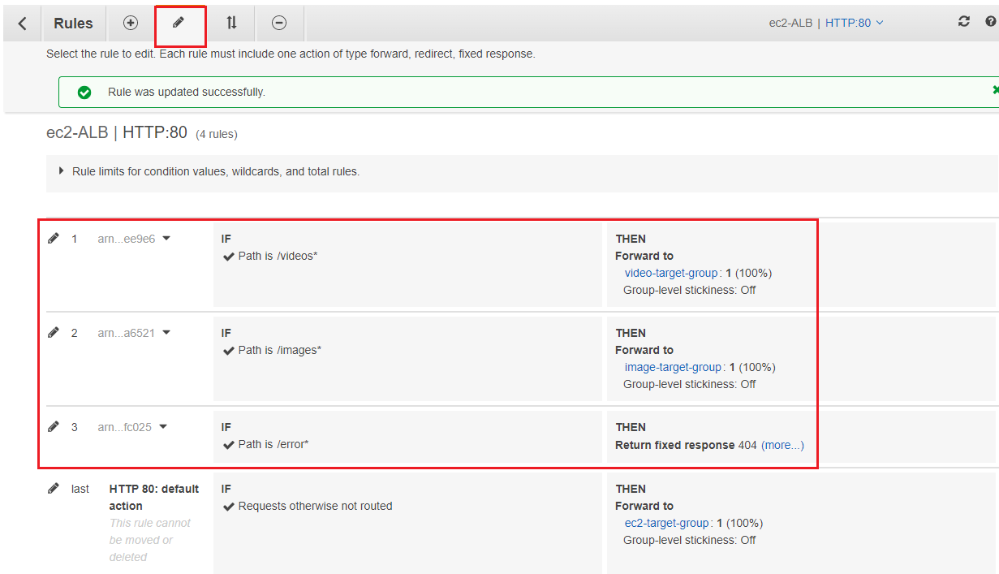 Rules
ec2-ALB | HTTP:80
Select the rule to edit. Each rule must include one action of type forward, redirect, fixed response.
Rule was updated successfully.
ec2-ALB | HTTP:80 (4 rules)
Rule limits for condition values, wildcards, and total rules.
1 arn...ee9e6 IF THEN
Path is /videos* Forward to
video-target-group: 1 (100%)
Group-level stickiness: Off
2 arn...a6521 IF THEN
Path is /images* Forward to
image-target-group: 1 (100%)
Group-level stickiness: Off
3 arn...fc025 IF THEN
Path is /error* Return fixed response 404 (more...)
last HTTP 80: default IF THEN
action Requests otherwise not routed Forward to
This rule cannot ec2-target-group: 1 (100%)
be moved or Group-level stickiness: Off
deleted